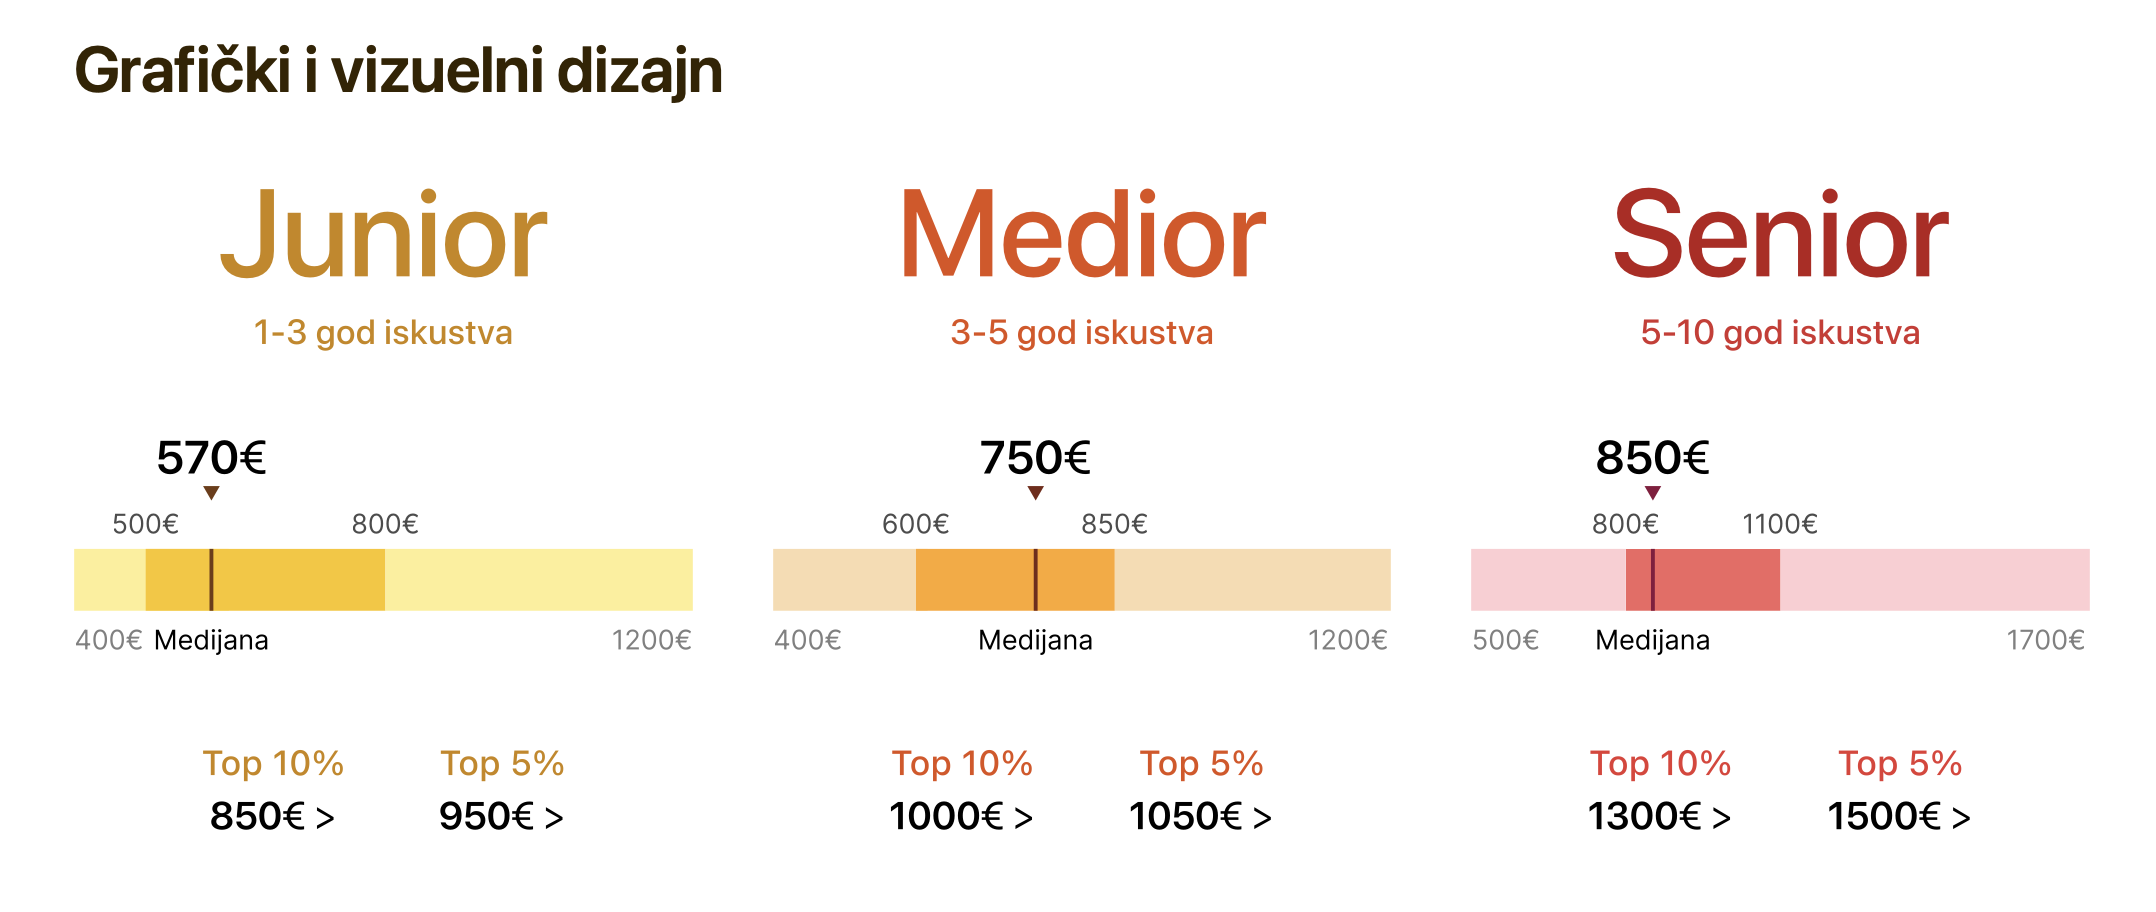 Grafički i vizuelni dizajn
Junior
1-3 god iskustva
570€
500€ 800€
400€ Medijana 1200€
Top 10% Top 5%
850€ > 950€ >
Medior
3-5 god iskustva
750€
600€ 850€
400€ Medijana 1200€
Top 10% Top 5%
1000€ > 1050€ >
Senior
5-10 god iskustva
850€
800€ 1100€
500€ Medijana 1700€
Top 10% Top 5%
1300€ > 1500€ >